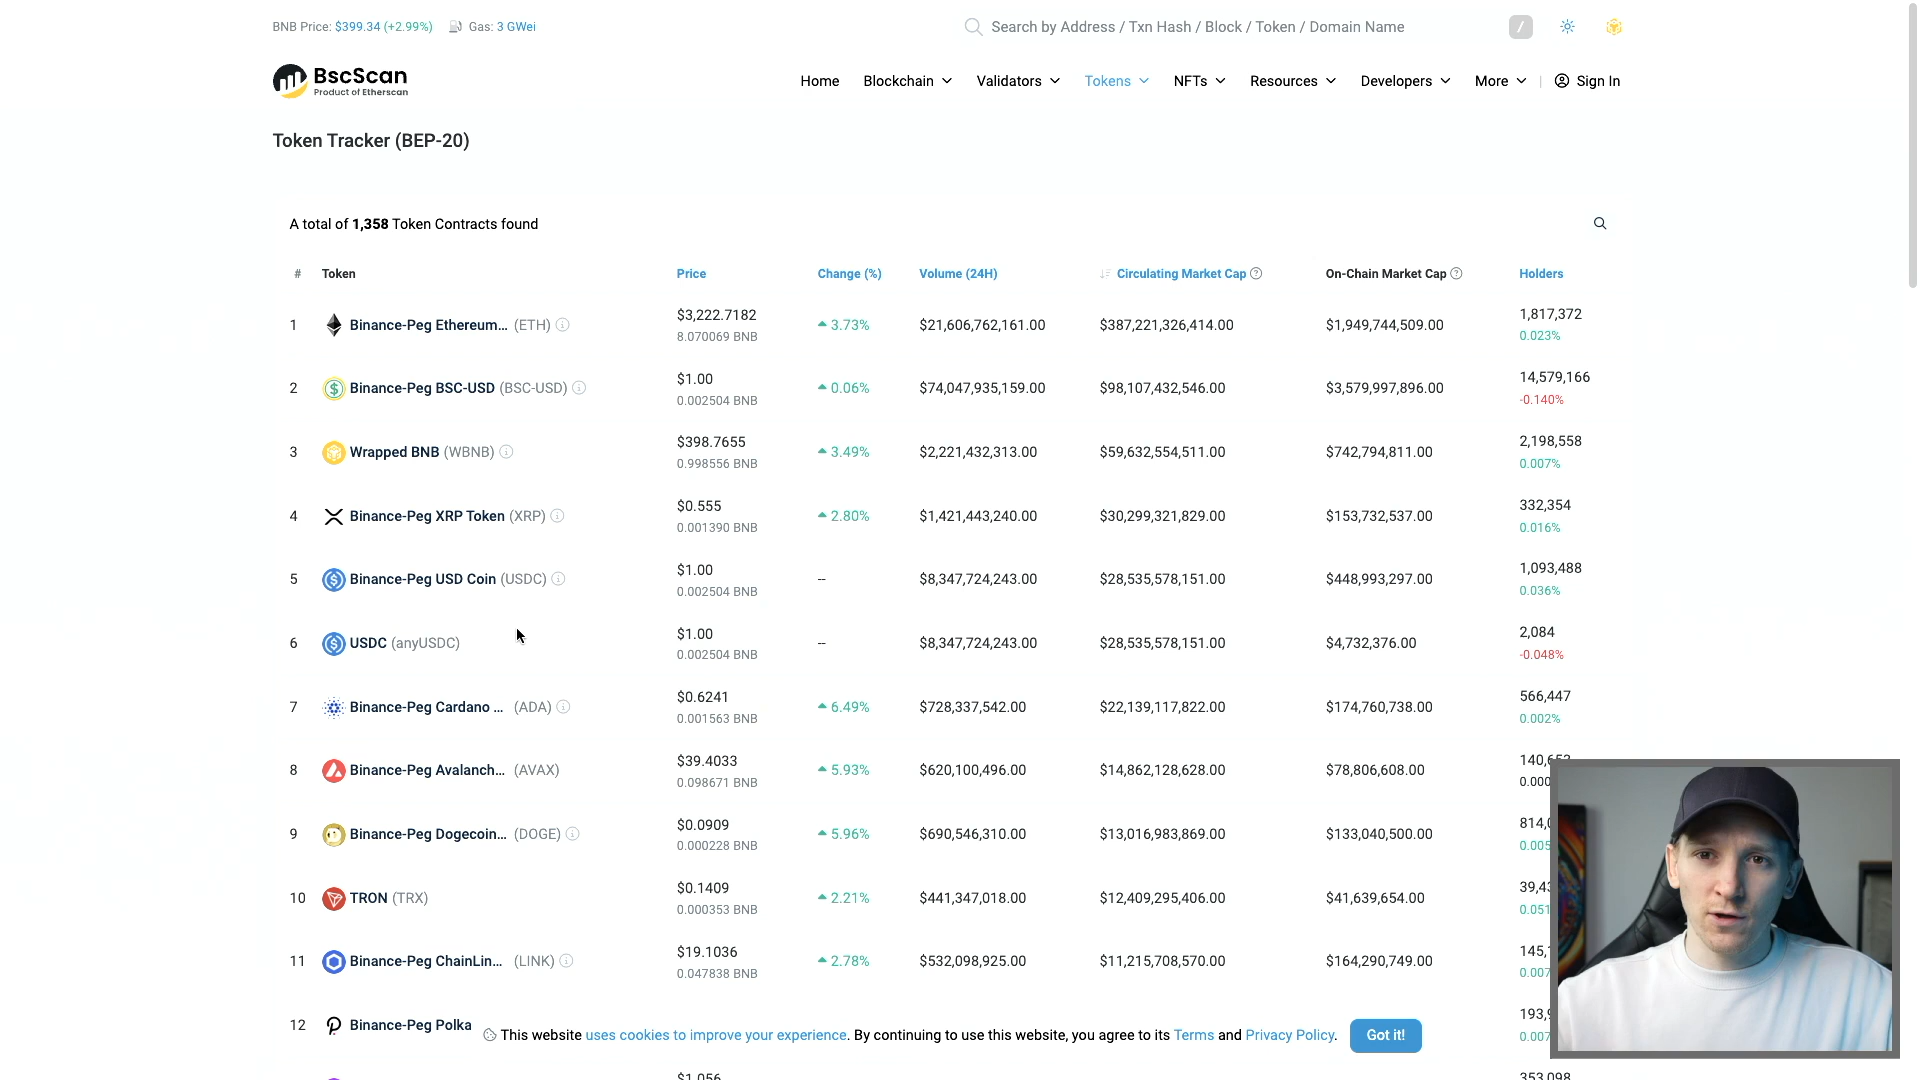 BNB Price: $399.34 (+2.99%) Gas: 3 GWei
Search by Address / Txn Hash / Block / Token / Domain Name /
BscScan
Product of Etherscan
Home Blockchain Validators Tokens NFTs Resources Developers More | Sign In
Token Tracker (BEP-20)
A total of 1,358 Token Contracts found
# Token Price Change (%) Volume (24H) Circulating Market Cap On-Chain Market Cap Holders
1 Binance-Peg Ethereum... (ETH) $3,222.7182 3.73% $21,606,762,161.00 $387,221,326,414.00 $1,949,744,509.00 1,817,372
8.070069 BNB 0.023%
2 Binance-Peg BSC-USD (BSC-USD) $1.00 0.06% $74,047,935,159.00 $98,107,432,546.00 $3,579,997,896.00 14,579,166
0.002504 BNB -0.140%
3 Wrapped BNB (WBNB) $398.7655 3.49% $2,221,432,313.00 $59,632,554,511.00 $742,794,811.00 2,198,558
0.998556 BNB 0.007%
4 Binance-Peg XRP Token (XRP) $0.555 2.80% $1,421,443,240.00 $30,299,321,829.00 $153,732,537.00 332,354
0.001390 BNB 0.016%
5 Binance-Peg USD Coin (USDC) $1.00 -- $8,347,724,243.00 $28,535,578,151.00 $448,993,297.00 1,093,488
0.002504 BNB 0.036%
6 USDC (anyUSDC) $1.00 -- $8,347,724,243.00 $28,535,578,151.00 $4,732,376.00 2,084
0.002504 BNB -0.048%
7 Binance-Peg Cardano ... (ADA) $0.6241 6.49% $728,337,542.00 $22,139,117,822.00 $174,760,738.00 566,447
0.001563 BNB 0.002%
8 Binance-Peg Avalanch... (AVAX) $39.4033 5.93% $620,100,496.00 $14,862,128,628.00 $78,806,608.00
0.098671 BNB 0.000
9 Binance-Peg Dogecoin... (DOGE) $0.0909 5.96% $690,546,310.00 $13,016,983,869.00 $133,040,500.00 814,
0.000228 BNB 0.005
10 TRON (TRX) $0.1409 2.21% $441,347,018.00 $12,409,295,406.00 $41,639,654.00 39,43
0.000353 BNB 0.051
11 Binance-Peg ChainLin... (LINK) $19.1036 2.78% $532,098,925.00 $11,215,708,570.00 $164,290,749.00 145,
0.047838 BNB 0.007
12 Binance-Peg Polka 193,
0.007
This website uses cookies to improve your experience. By continuing to use this website, you agree to its Terms and Privacy Policy. Got it!
$1.056 353,098